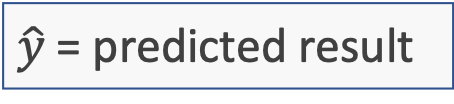 ŷ = predicted result